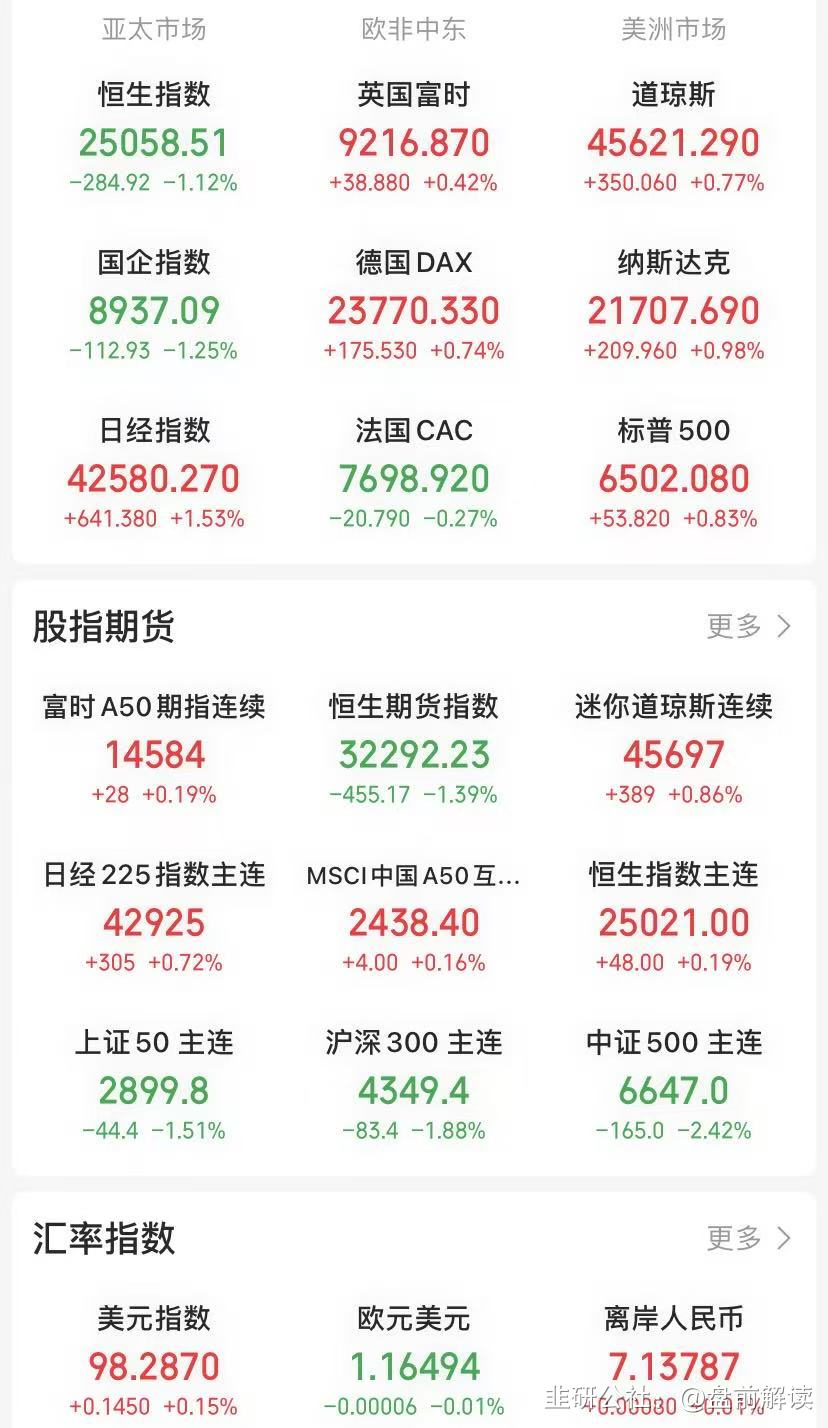 亚太市场 欧非中东 美洲市场
恒生指数 英国富时 道琼斯
25058.51 9216.870 45621.290
-284.92 -1.12% +38.880 +0.42% +350.060 +0.77%
国企指数 德国DAX 纳斯达克
8937.09 23770.330 21707.690
-112.93 -1.25% +175.530 +0.74% +209.960 +0.98%
日经指数 法国CAC 标普500
42580.270 7698.920 6502.080
+641.380 +1.53% -20.790 -0.27% +53.820 +0.83%
股指期货 更多 >
富时A50期指连续 恒生期货指数 迷你道琼斯连续
14584 32292.23 45697
+28 +0.19% -455.17 -1.39% +389 +0.86%
日经225指数主连 MSCI中国A50互... 恒生指数主连
42925 2438.40 25021.00
+305 +0.72% +4.00 +0.16% +48.00 +0.19%
上证50 主连 沪深300 主连 中证500 主连
2899.8 4349.4 6647.0
-44.4 -1.51% -83.4 -1.88% -165.0 -2.42%
汇率指数 更多 >
美元指数 欧元美元 离岸人民币
98.2870 1.16494 7.13787
+0.1450 +0.15% -0.00006 -0.01% +0.00080 +0.01%
韭研公社 @盘前解读